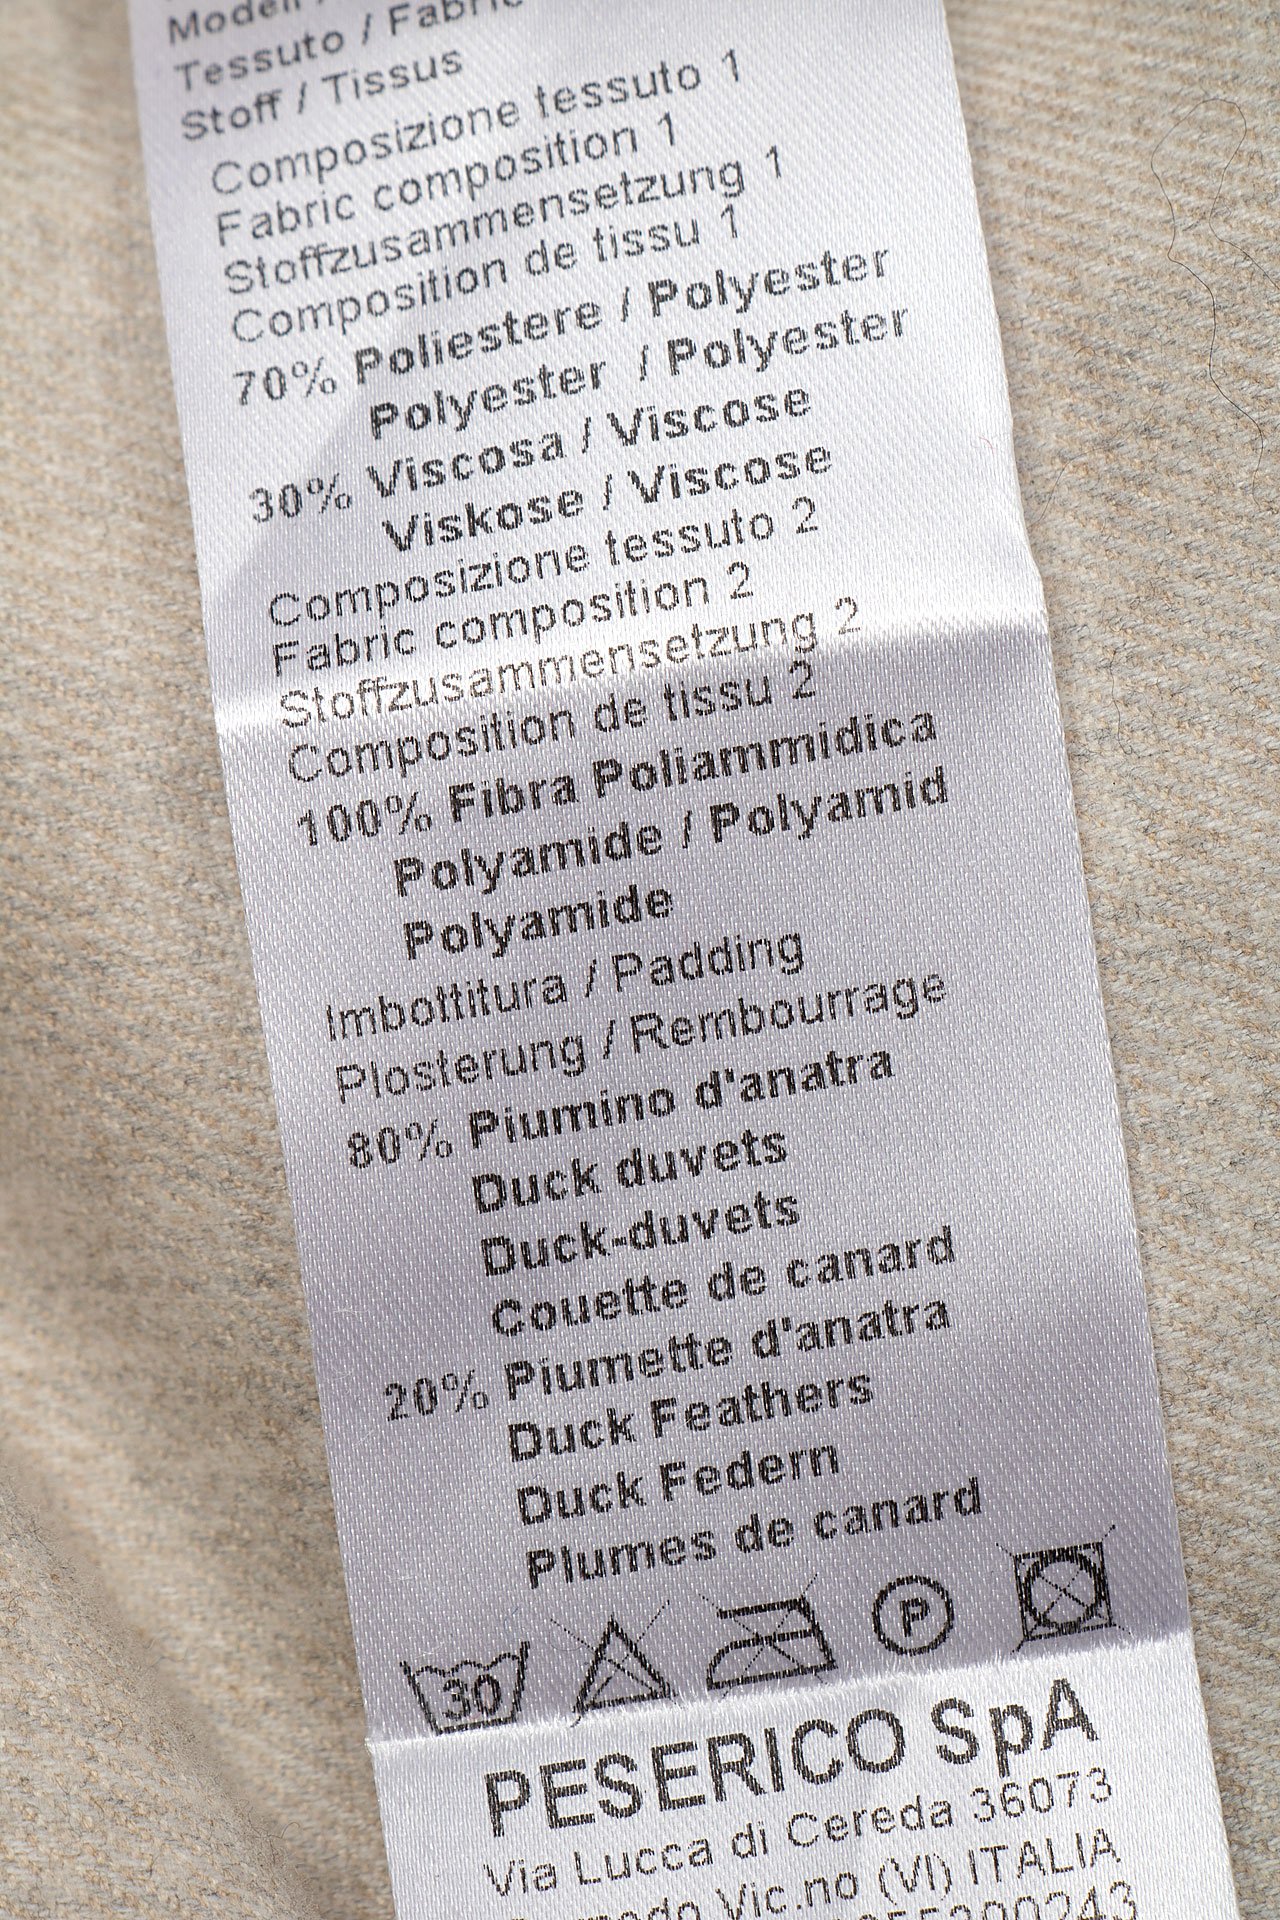 Modell /
Tessuto / Fabric
Stoff / Tissus
Composizione tessuto 1
Fabric composition 1
Stoffzusammensetzung 1
Composition de tissu 1
70% Poliestere / Polyester
Polyester / Polyester
30% Viscosa / Viscose
Viskose / Viscose
Composizione tessuto 2
Fabric composition 2
Stoffzusammensetzung 2
Composition de tissu 2
100% Fibra Poliammidica
Polyamide / Polyamid
Polyamide
Imbottitura / Padding
Plosterung / Rembourrage
80% Piumino d'anatra
Duck duvets
Duck-duvets
Couette de canard
20% Piumette d'anatra
Duck Feathers
Duck Federn
Plumes de canard
30 P
PESERICO SpA
Via Lucca di Cereda 36073
Vic.no (VI) ITALIA